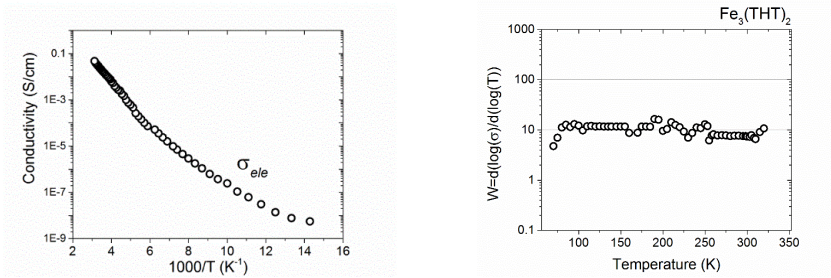 Conductivity (S/cm)
0.1
1E-3
1E-5
1E-7
1E-9
2 4 6 8 10 12 14 16
1000/T (K⁻¹)
σele
Fe₃(THT)₂
W=d(log(σ)/d(log(T))
1000
100
10
1
0.1
100 150 200 250 300 350
Temperature (K)